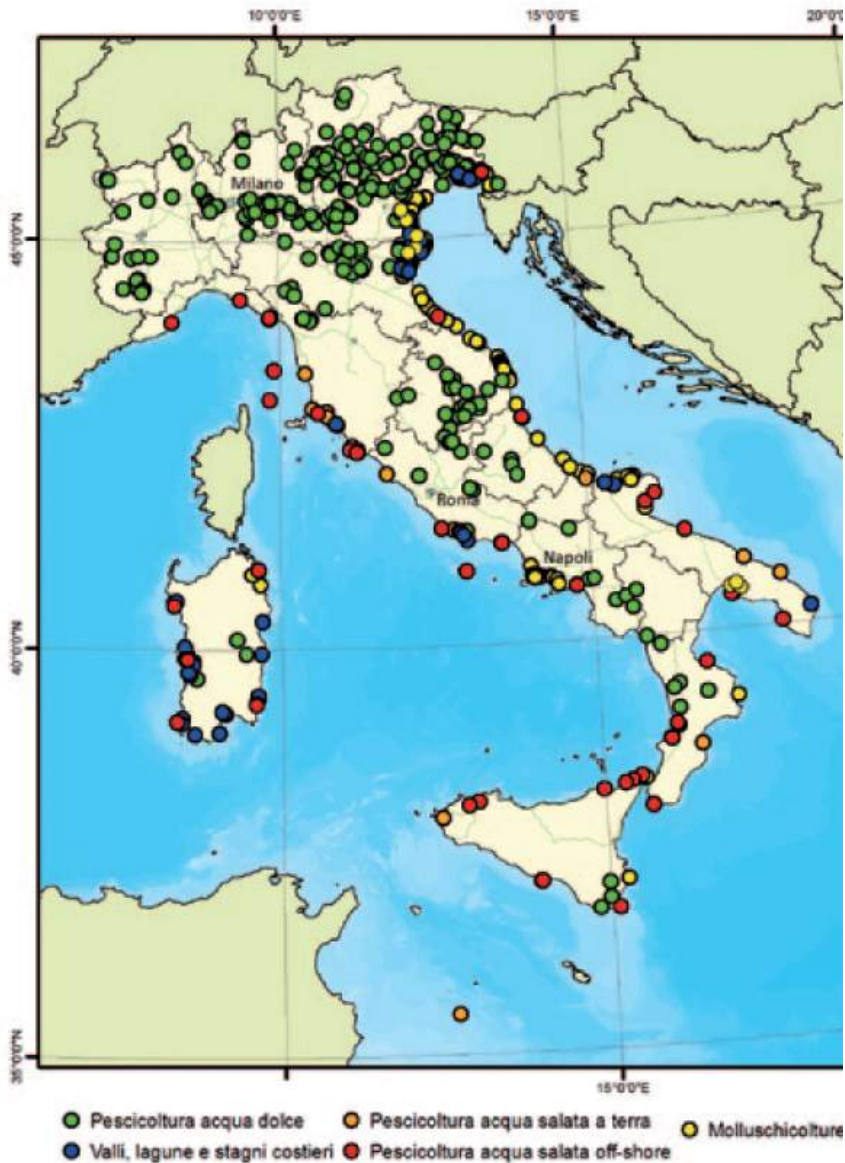 10°0'0"E 15°0'0"E 20°0'0"E
Milano
45°0'0"N
Roma
Napoli
40°0'0"N
35°0'0"N
10°0'0"E 15°0'0"E
Pescicoltura acqua dolce Pescicoltura acqua salata a terra Molluschicolture
Valli, lagune e stagni costieri Pescicoltura acqua salata off-shore